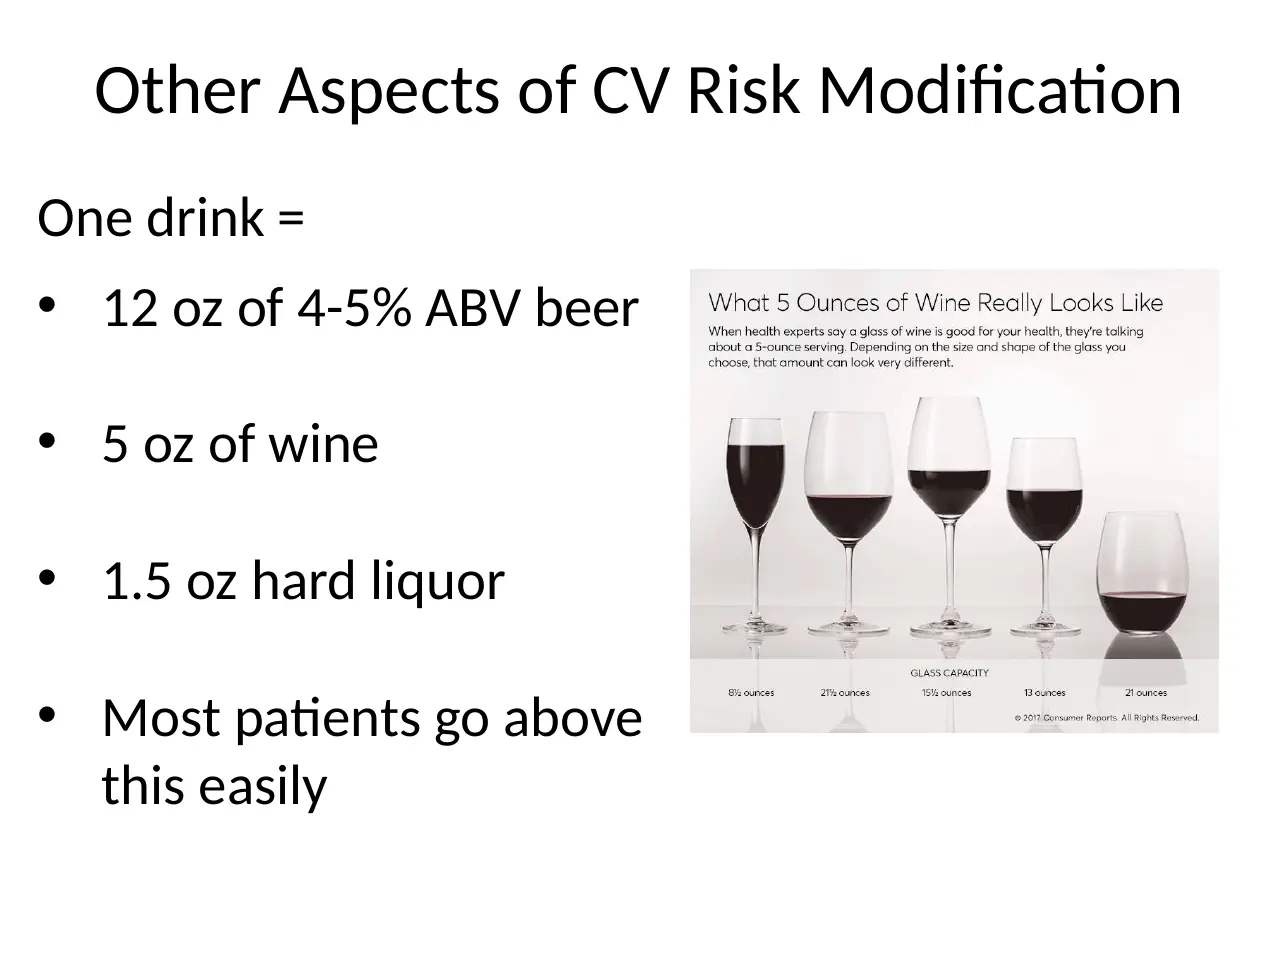 Other Aspects of CV Risk Modification
One drink =
• 12 oz of 4-5% ABV beer
• 5 oz of wine
• 1.5 oz hard liquor
• Most patients go above
this easily
What 5 Ounces of Wine Really Looks Like
When health experts say a glass of wine is good for your health, they're talking
about a 5-ounce serving. Depending on the size and shape of the glass you
choose, that amount can look very different.
GLASS CAPACITY
8½ ounces 21½ ounces 15½ ounces 13 ounces 21 ounces
© 2017 Consumer Reports. All Rights Reserved.